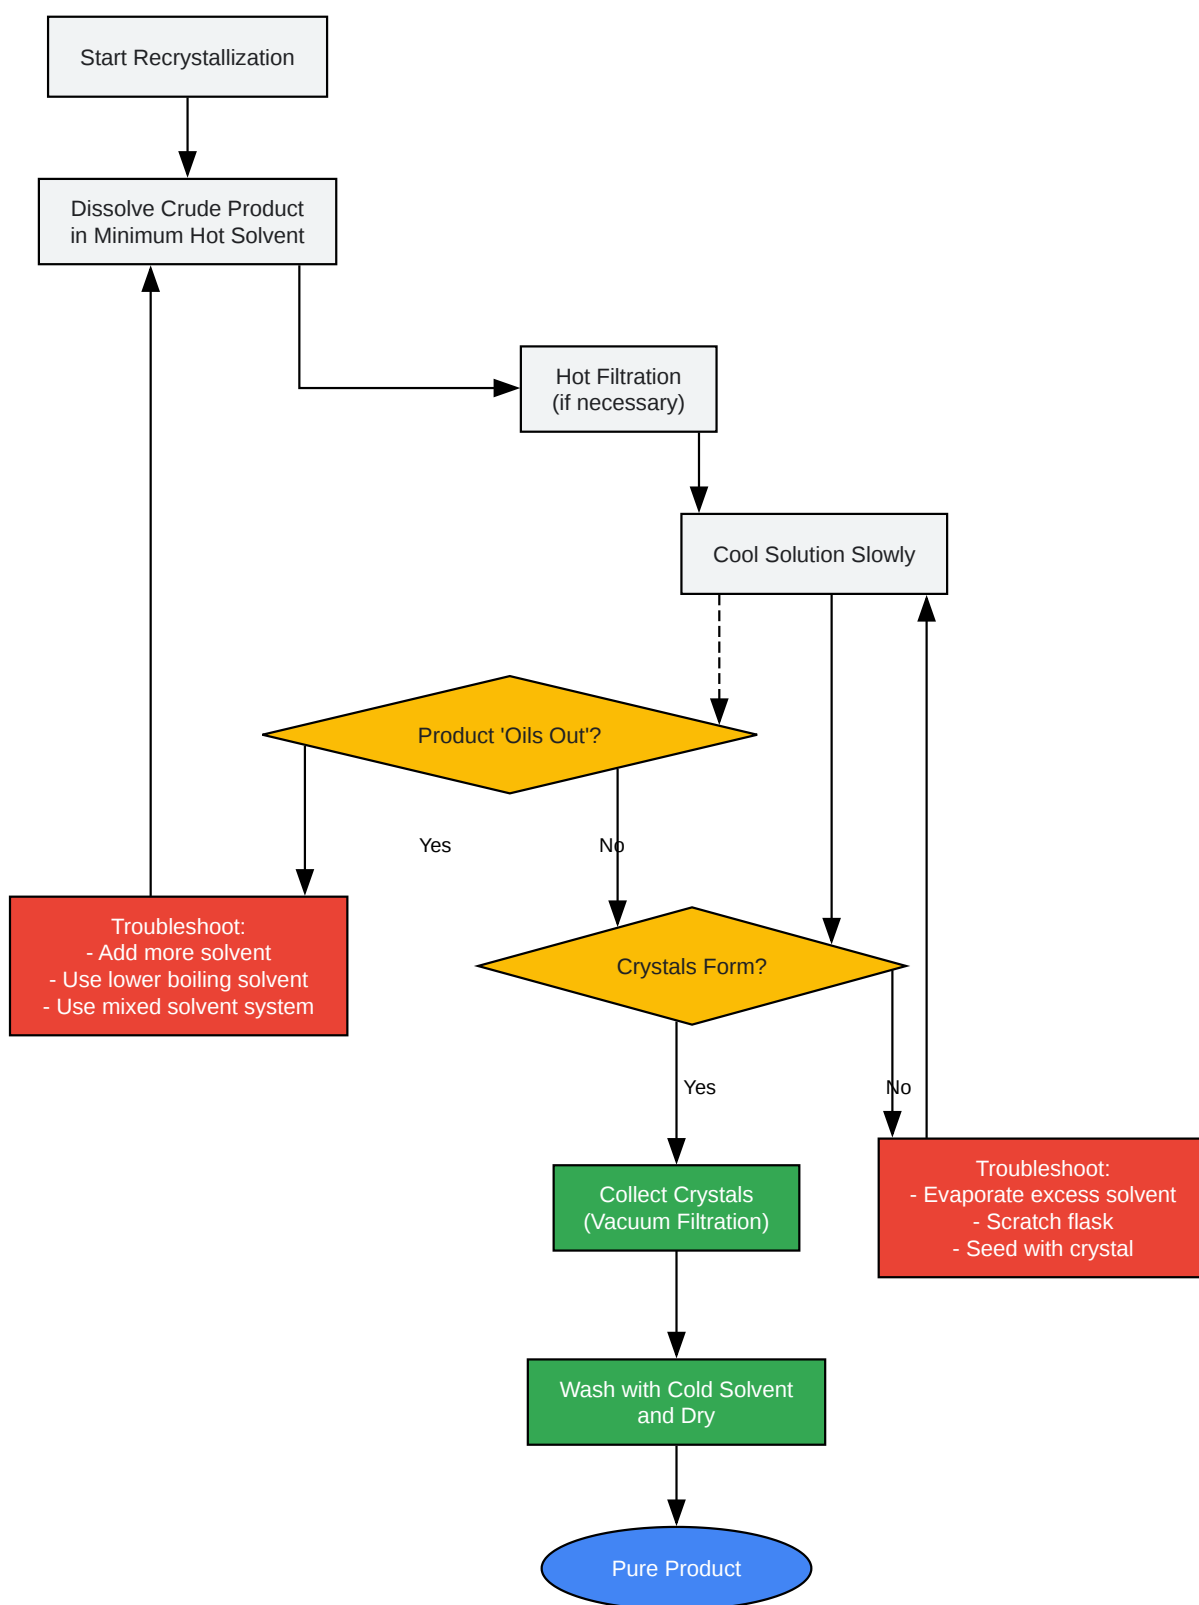 Start Recrystallization
Dissolve Crude Product
in Minimum Hot Solvent
Hot Filtration
(if necessary)
Cool Solution Slowly
Product 'Oils Out'?
Yes
No
Troubleshoot:
- Add more solvent
- Use lower boiling solvent
- Use mixed solvent system
Crystals Form?
Yes
No
Collect Crystals
(Vacuum Filtration)
Troubleshoot:
- Evaporate excess solvent
- Scratch flask
- Seed with crystal
Wash with Cold Solvent
and Dry
Pure Product